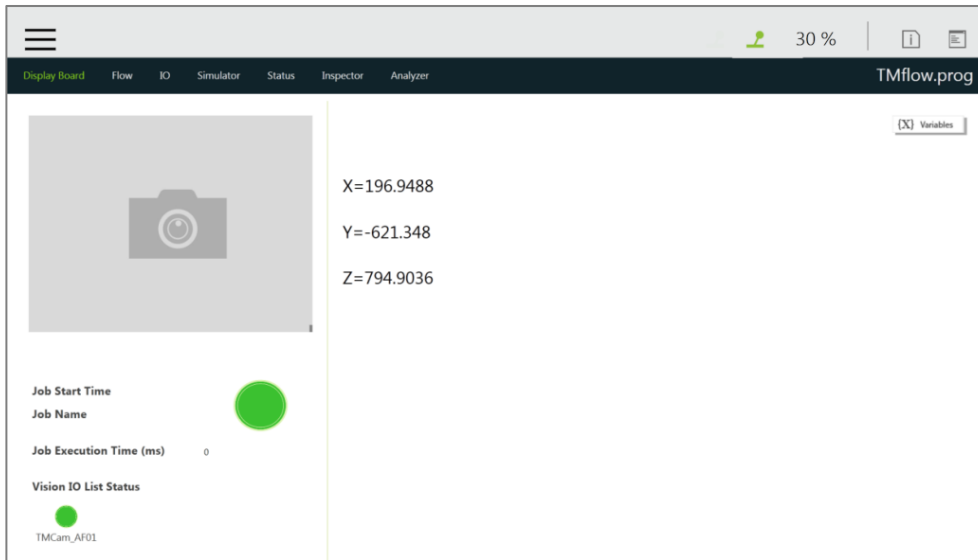 30 %
Display Board Flow IO Simulator Status Inspector Analyzer TMflow.prog
{X} Variables
X=196.9488
Y=-621.348
Z=794.9036
Job Start Time
Job Name
Job Execution Time (ms) 0
Vision IO List Status
TMCam_AF01